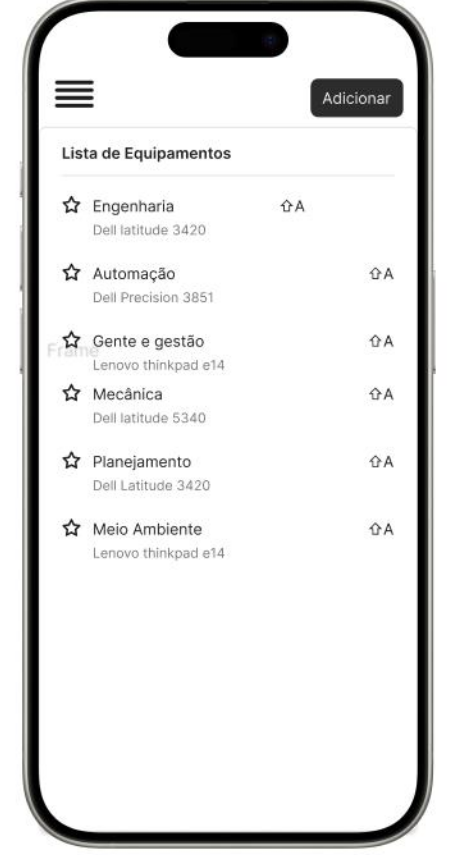 Adicionar
Lista de Equipamentos
Engenharia
A
Dell latitude 3420
Automação
A
Dell Precision 3851
Gente e gestão
A
Frame
Lenovo thinkpad e14
Mecânica
A
Dell latitude 5340
Planejamento
A
Dell Latitude 3420
Meio Ambiente
A
Lenovo thinkpad e14